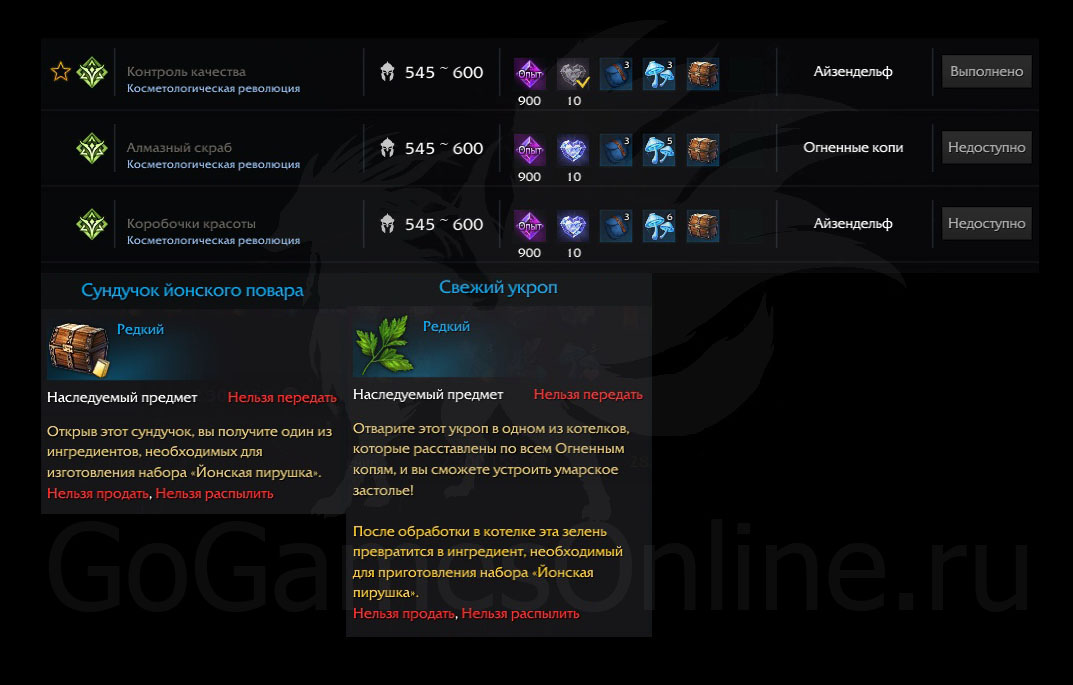 Контроль качества
Косметологическая революция
545 ~ 600
Опыт
900
10
3
3
Айзендельф
Выполнено
Алмазный скраб
Косметологическая революция
545 ~ 600
Опыт
900
10
3
5
Огненные копи
Недоступно
Коробочки красоты
Косметологическая революция
545 ~ 600
Опыт
900
10
3
6
Айзендельф
Недоступно
Сундучок йонского повара
Редкий
Наследуемый предмет Нельзя передать
Открыв этот сундучок, вы получите один из
ингредиентов, необходимых для
изготовления набора «Йонская пирушка».
Нельзя продать, Нельзя распылить
Свежий укроп
Редкий
Наследуемый предмет Нельзя передать
Отварите этот укроп в одном из котелков,
которые расставлены по всем Огненным
копям, и вы сможете устроить умарское
застолье!
После обработки в котелке эта зелень
превратится в ингредиент, необходимый
для приготовления набора «Йонская
пирушка».
Нельзя продать, Нельзя распылить
GoGamesOnline.ru